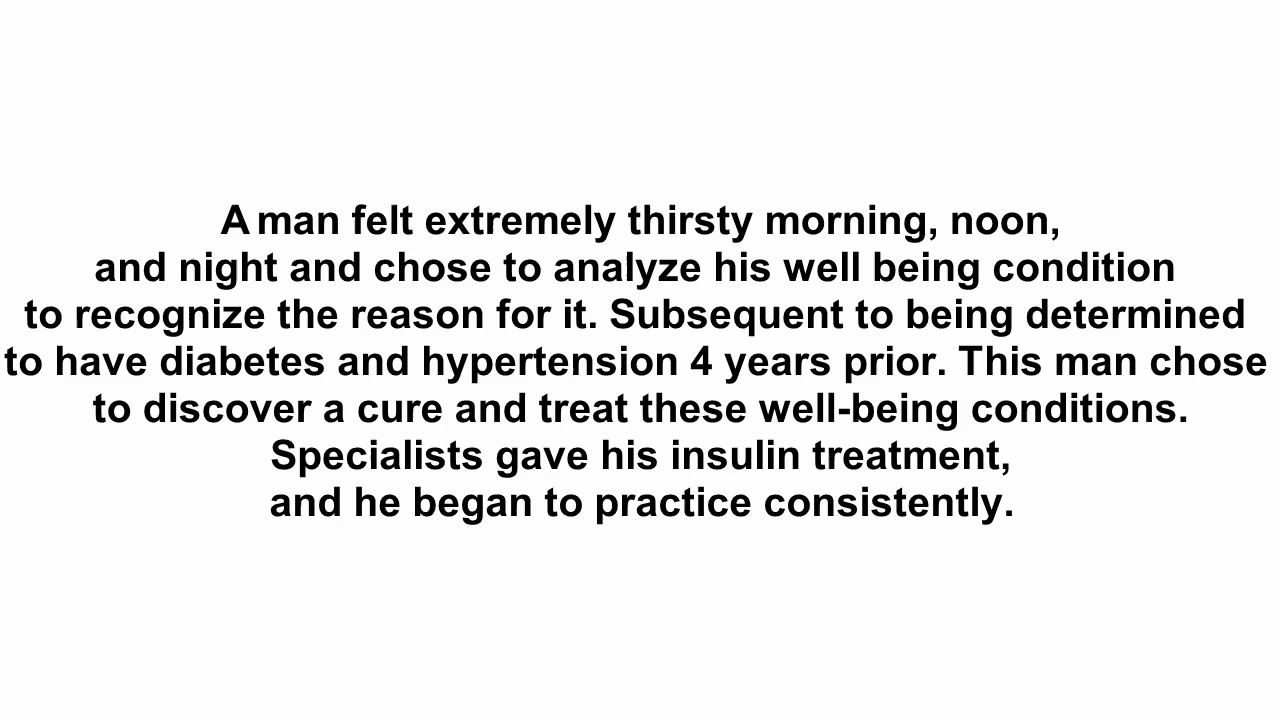 A man felt extremely thirsty morning, noon,
and night and chose to analyze his well being condition
to recognize the reason for it. Subsequent to being determined
to have diabetes and hypertension 4 years prior. This man chose
to discover a cure and treat these well-being conditions.
Specialists gave his insulin treatment,
and he began to practice consistently.